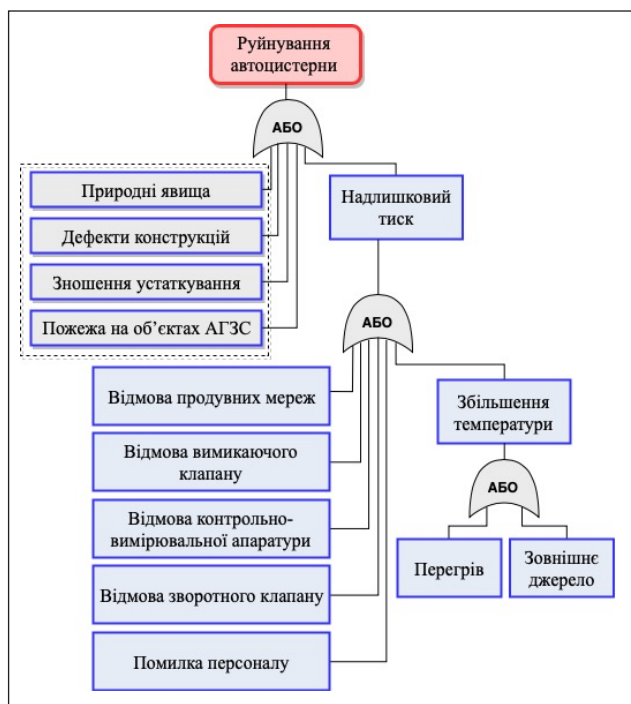 Руйнування
автоцистерни
АБО
Природні явища
Дефекти конструкцій
Зношення устаткування
Пожежа на об’єктах АГЗС
Надлишковий
тиск
АБО
Відмова продувних мереж
Відмова вимикаючого
клапану
Відмова контрольно-
вимірювальної апаратури
Відмова зворотного клапану
Помилка персоналу
Збільшення
температури
АБО
Перегрів
Зовнішнє
джерело